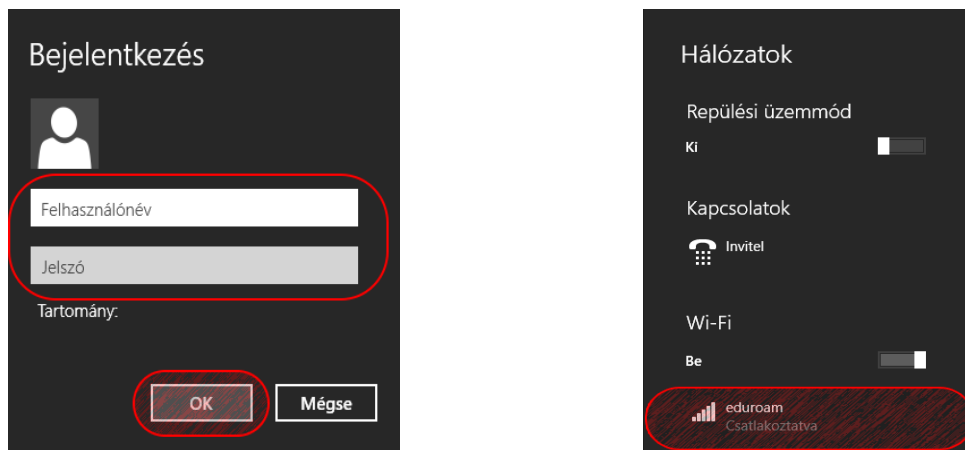 Bejelentkezés
Felhasználónév
Jelszó
Tartomány:
OK
Mégse
Hálózatok
Repülési üzemmód
Ki
Kapcsolatok
Invitel
Wi-Fi
Be
eduroam
Csatlakoztatva